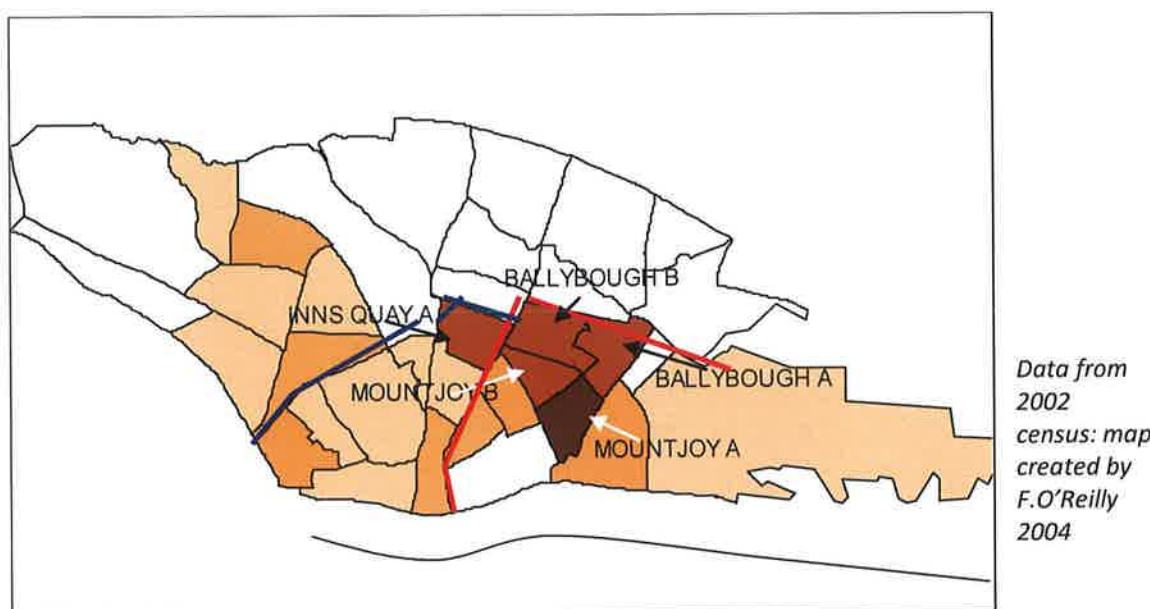 BALLYBOUGH B
INNS QUAY A
MOUNTJOY B
BALLYBOUGH A
MOUNTJOY A
Data from
2002
census: map
created by
F.O'Reilly
2004